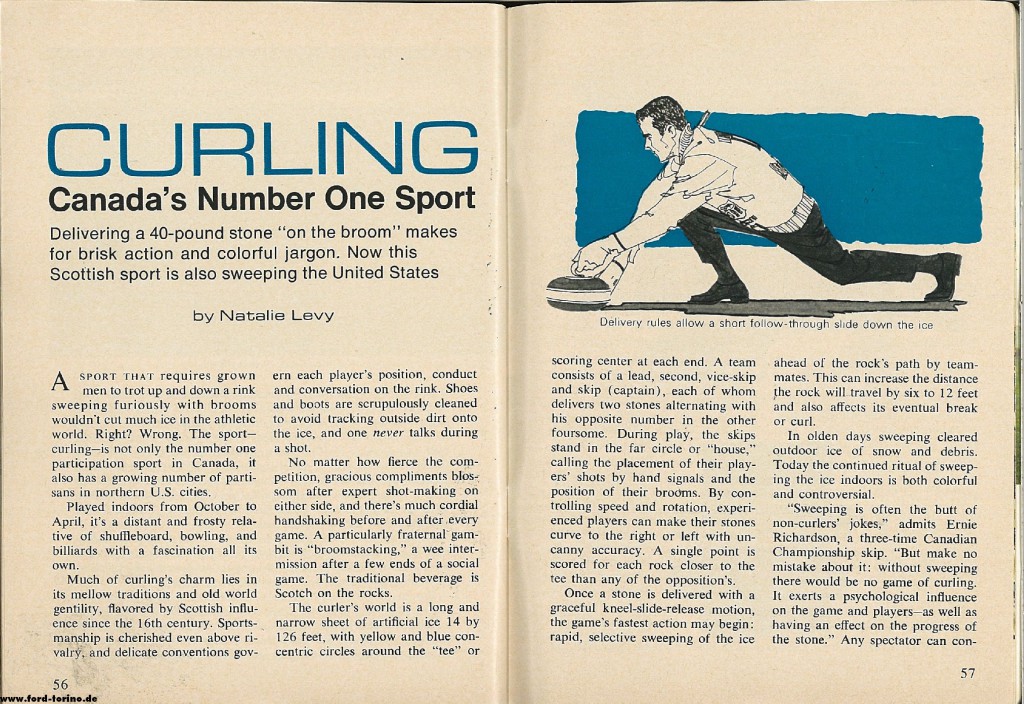 CURLING
Canada's Number One Sport
Delivering a 40-pound stone "on the broom" makes
for brisk action and colorful jargon. Now this
Scottish sport is also sweeping the United States
by Natalie Levy
A SPORT THAT requires grown
men to trot up and down a rink
sweeping furiously with brooms
wouldn't cut much ice in the athletic
world. Right? Wrong. The sport—
curling—is not only the number one
participation sport in Canada, it
also has a growing number of parti-
sans in northern U.S. cities.
Played indoors from October to
April, it's a distant and frosty rela-
tive of shuffleboard, bowling, and
billiards with a fascination all its
own.
Much of curling's charm lies in
its mellow traditions and old world
gentility, flavored by Scottish influ-
ence since the 16th century. Sports-
manship is cherished even above ri-
valry, and delicate conventions gov-
ern each player's position, conduct
and conversation on the rink. Shoes
and boots are scrupulously cleaned
to avoid tracking outside dirt onto
the ice, and one never talks during
a shot.
No matter how fierce the com-
petition, gracious compliments blos-
som after expert shot-making on
either side, and there's much cordial
handshaking before and after every
game. A particularly fraternal gam-
bit is "broomstacking," a wee inter-
mission after a few ends of a social
game. The traditional beverage is
Scotch on the rocks.
The curler's world is a long and
narrow sheet of artificial ice 14 by
126 feet, with yellow and blue con-
centric circles around the "tee" or
56
www.ford-torino.de
Delivery rules allow a short follow-through slide down the ice
scoring center at each end. A team
consists of a lead, second, vice-skip
and skip (captain), each of whom
delivers two stones alternating with
his opposite number in the other
foursome. During play, the skips
stand in the far circle or "house,"
calling the placement of their play-
ers' shots by hand signals and the
position of their brooms. By con-
trolling speed and rotation, experi-
enced players can make their stones
curve to the right or left with un-
canny accuracy. A single point is
scored for each rock closer to the
tee than any of the opposition's.
Once a stone is delivered with a
graceful kneel-slide-release motion,
the game's fastest action may begin:
rapid, selective sweeping of the ice
ahead of the rock's path by team-
mates. This can increase the distance
the rock will travel by six to 12 feet
and also affects its eventual break
or curl.
In olden days sweeping cleared
outdoor ice of snow and debris.
Today the continued ritual of sweep-
ing the ice indoors is both colorful
and controversial.
"Sweeping is often the butt of
non-curlers' jokes," admits Ernie
Richardson, a three-time Canadian
Championship skip. "But make no
mistake about it: without sweeping
there would be no game of curling.
It exerts a psychological influence
on the game and players—as well as
having an effect on the progress of
the stone." Any spectator can con-
57